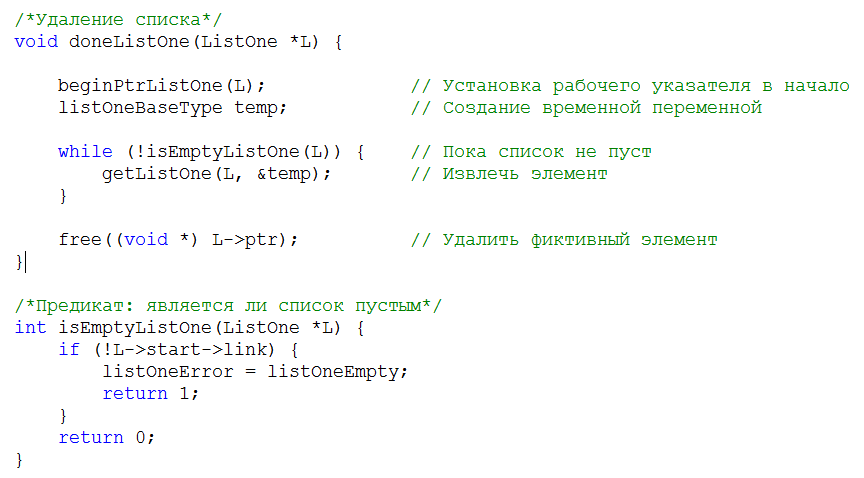 /*Удаление списка*/
void doneListOne(ListOne *L) {
beginPtrListOne(L); // Установка рабочего указателя в начало
listOneBaseType temp; // Создание временной переменной
while (!isEmptyListOne(L)) { // Пока список не пуст
getListOne(L, &temp); // Извлечь элемент
}
free((void *) L->ptr); // Удалить фиктивный элемент
}
/*Предикат: является ли список пустым*/
int isEmptyListOne(ListOne *L) {
if (!L->start->link) {
listOneError = listOneEmpty;
return 1;
}
return 0;
}